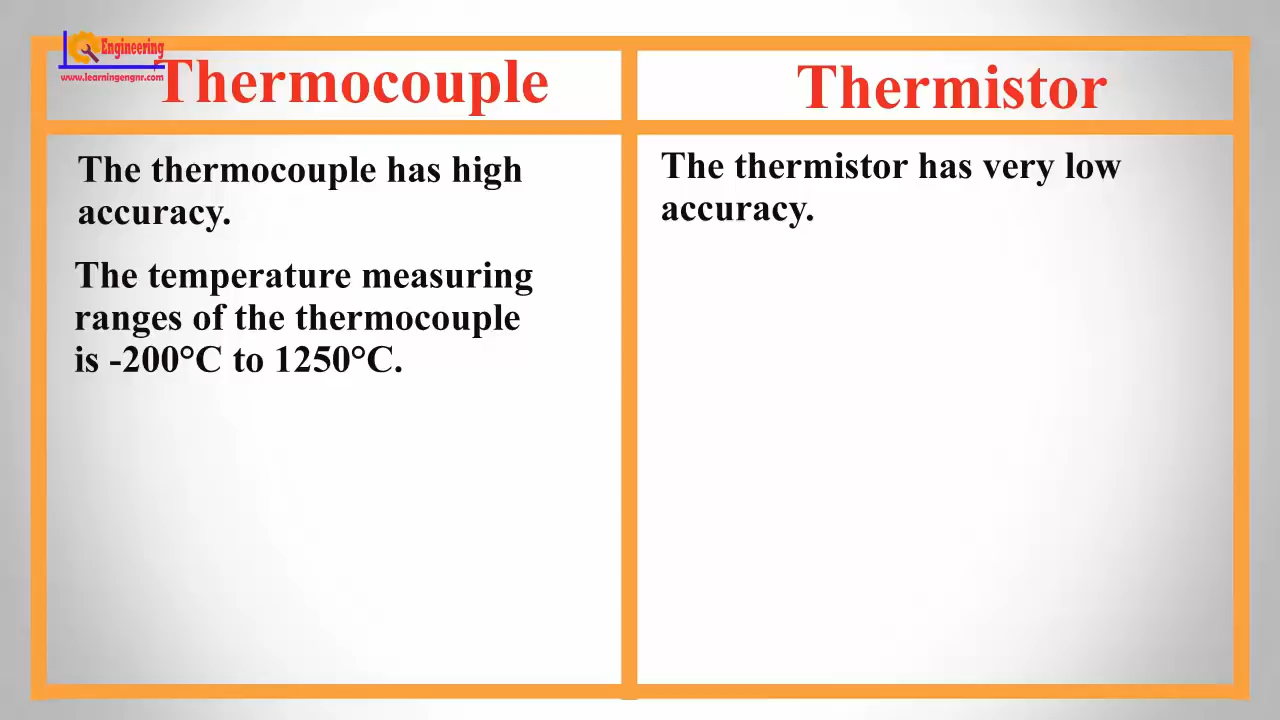 Engineering
www.learningengnr.com
Thermocouple
Thermistor
The thermocouple has high
accuracy.
The temperature measuring
ranges of the thermocouple
is -200°C to 1250°C.
The thermistor has very low
accuracy.